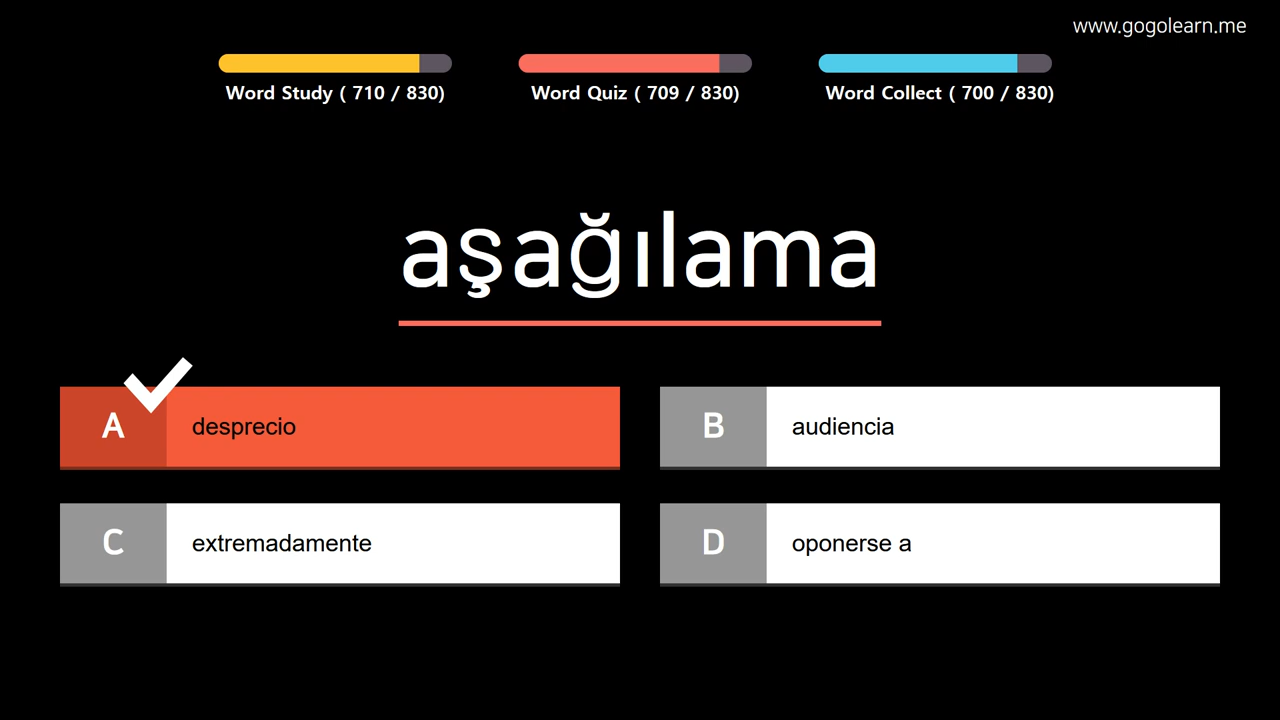 www.gogolearn.me
Word Study ( 710 / 830)
Word Quiz ( 709 / 830)
Word Collect ( 700 / 830)
aşağılama
A desprecio
B audiencia
C extremadamente
D oponerse a